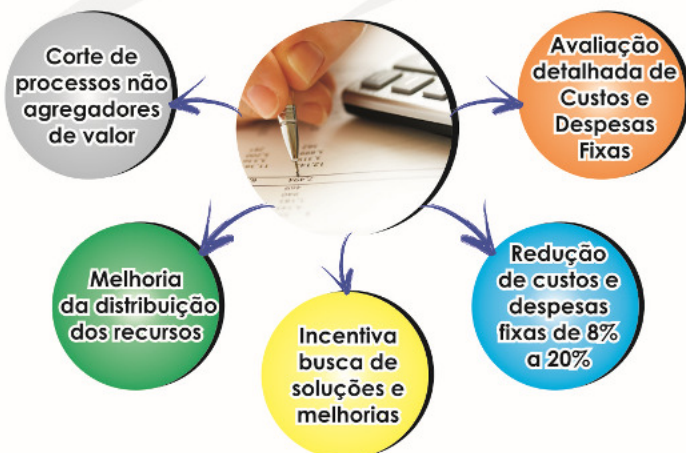 Corte de
processos não
agregadores
de valor
Avaliação
detalhada de
Custos e
Despesas
Fixas
Melhoria
da distribuição
dos recursos
Incentiva
busca de
soluções e
melhorias
Redução
de custos e
despesas
fixas de 8%
a 20%